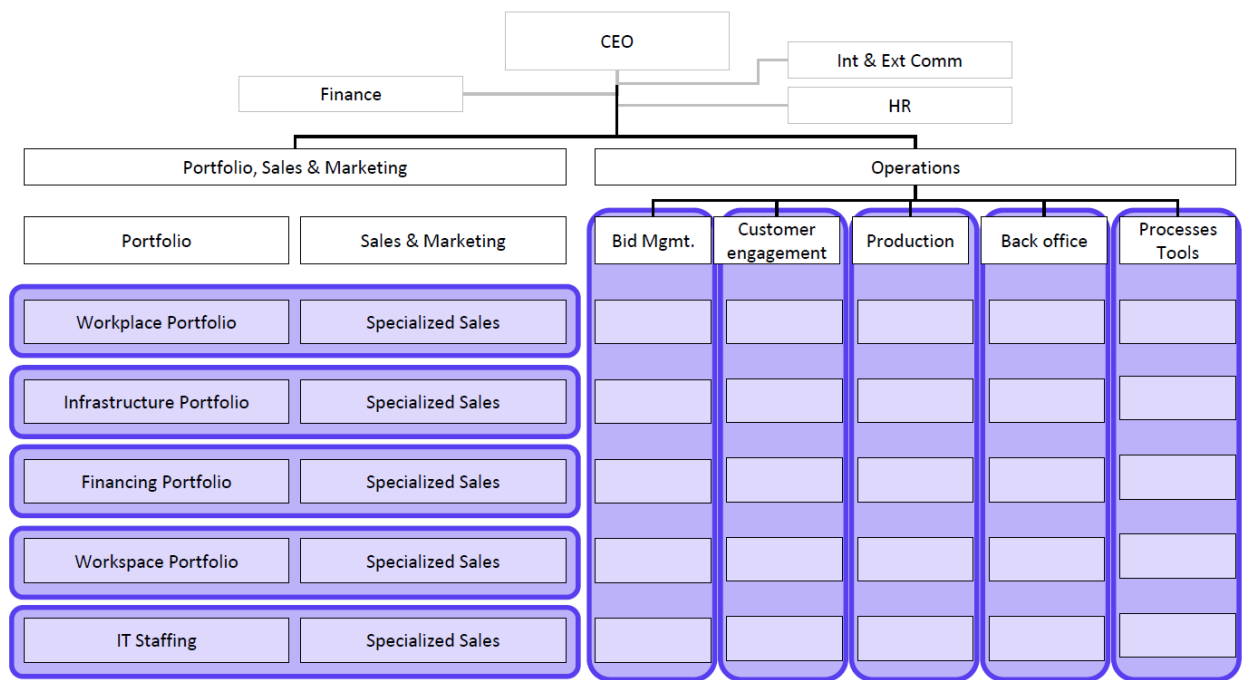 CEO
Int & Ext Comm
Finance
HR
Portfolio, Sales & Marketing
Operations
Portfolio
Sales & Marketing
Bid Mgmt.
Customer
engagement
Production
Back office
Processes
Tools
Workplace Portfolio
Specialized Sales
Infrastructure Portfolio
Specialized Sales
Financing Portfolio
Specialized Sales
Workspace Portfolio
Specialized Sales
IT Staffing
Specialized Sales